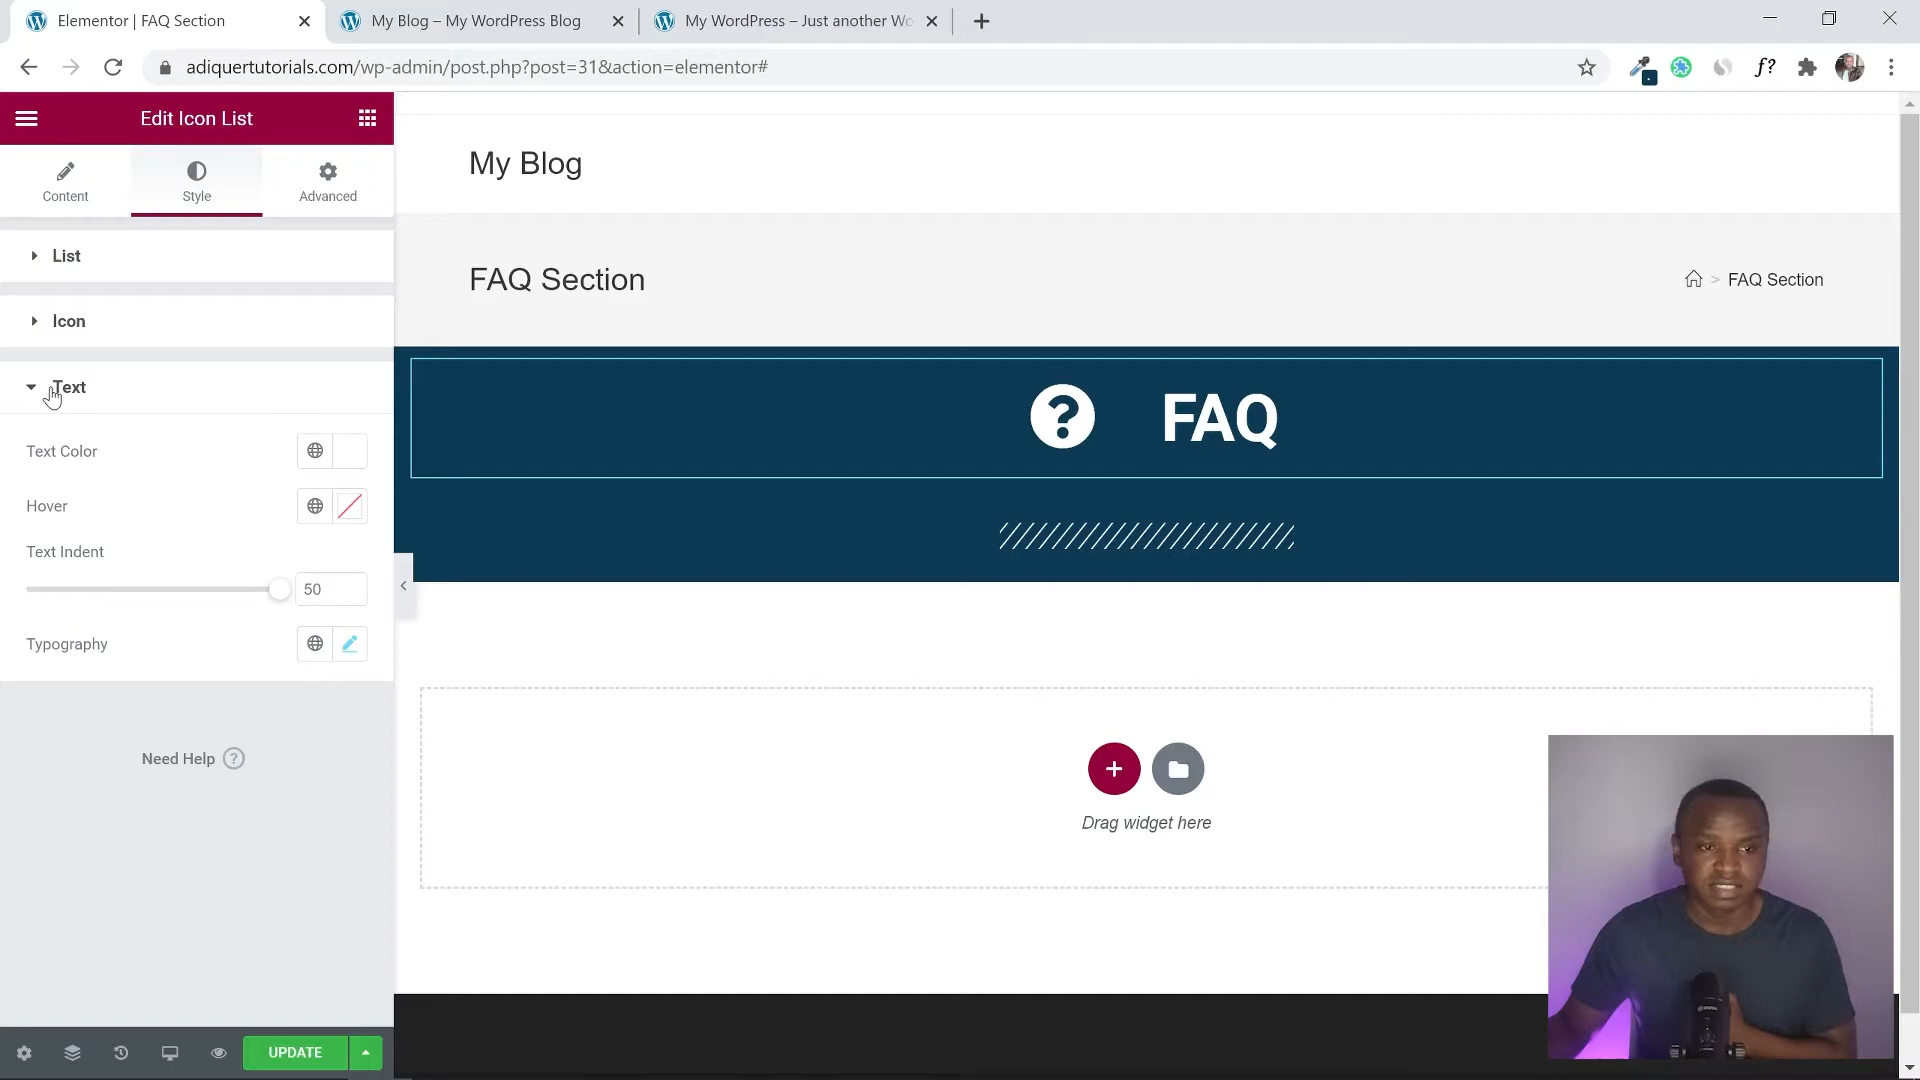 Elementor | FAQ Section
My Blog – My WordPress Blog
My WordPress – Just another Wo
adiquertutorials.com/wp-admin/post.php?post=31&action=elementor#
f?
Edit Icon List
Content
Style
Advanced
List
Icon
Text
Text Color
Hover
Text Indent
50
Typography
Need Help ?
UPDATE
My Blog
FAQ Section
> FAQ Section
? FAQ
Drag widget here